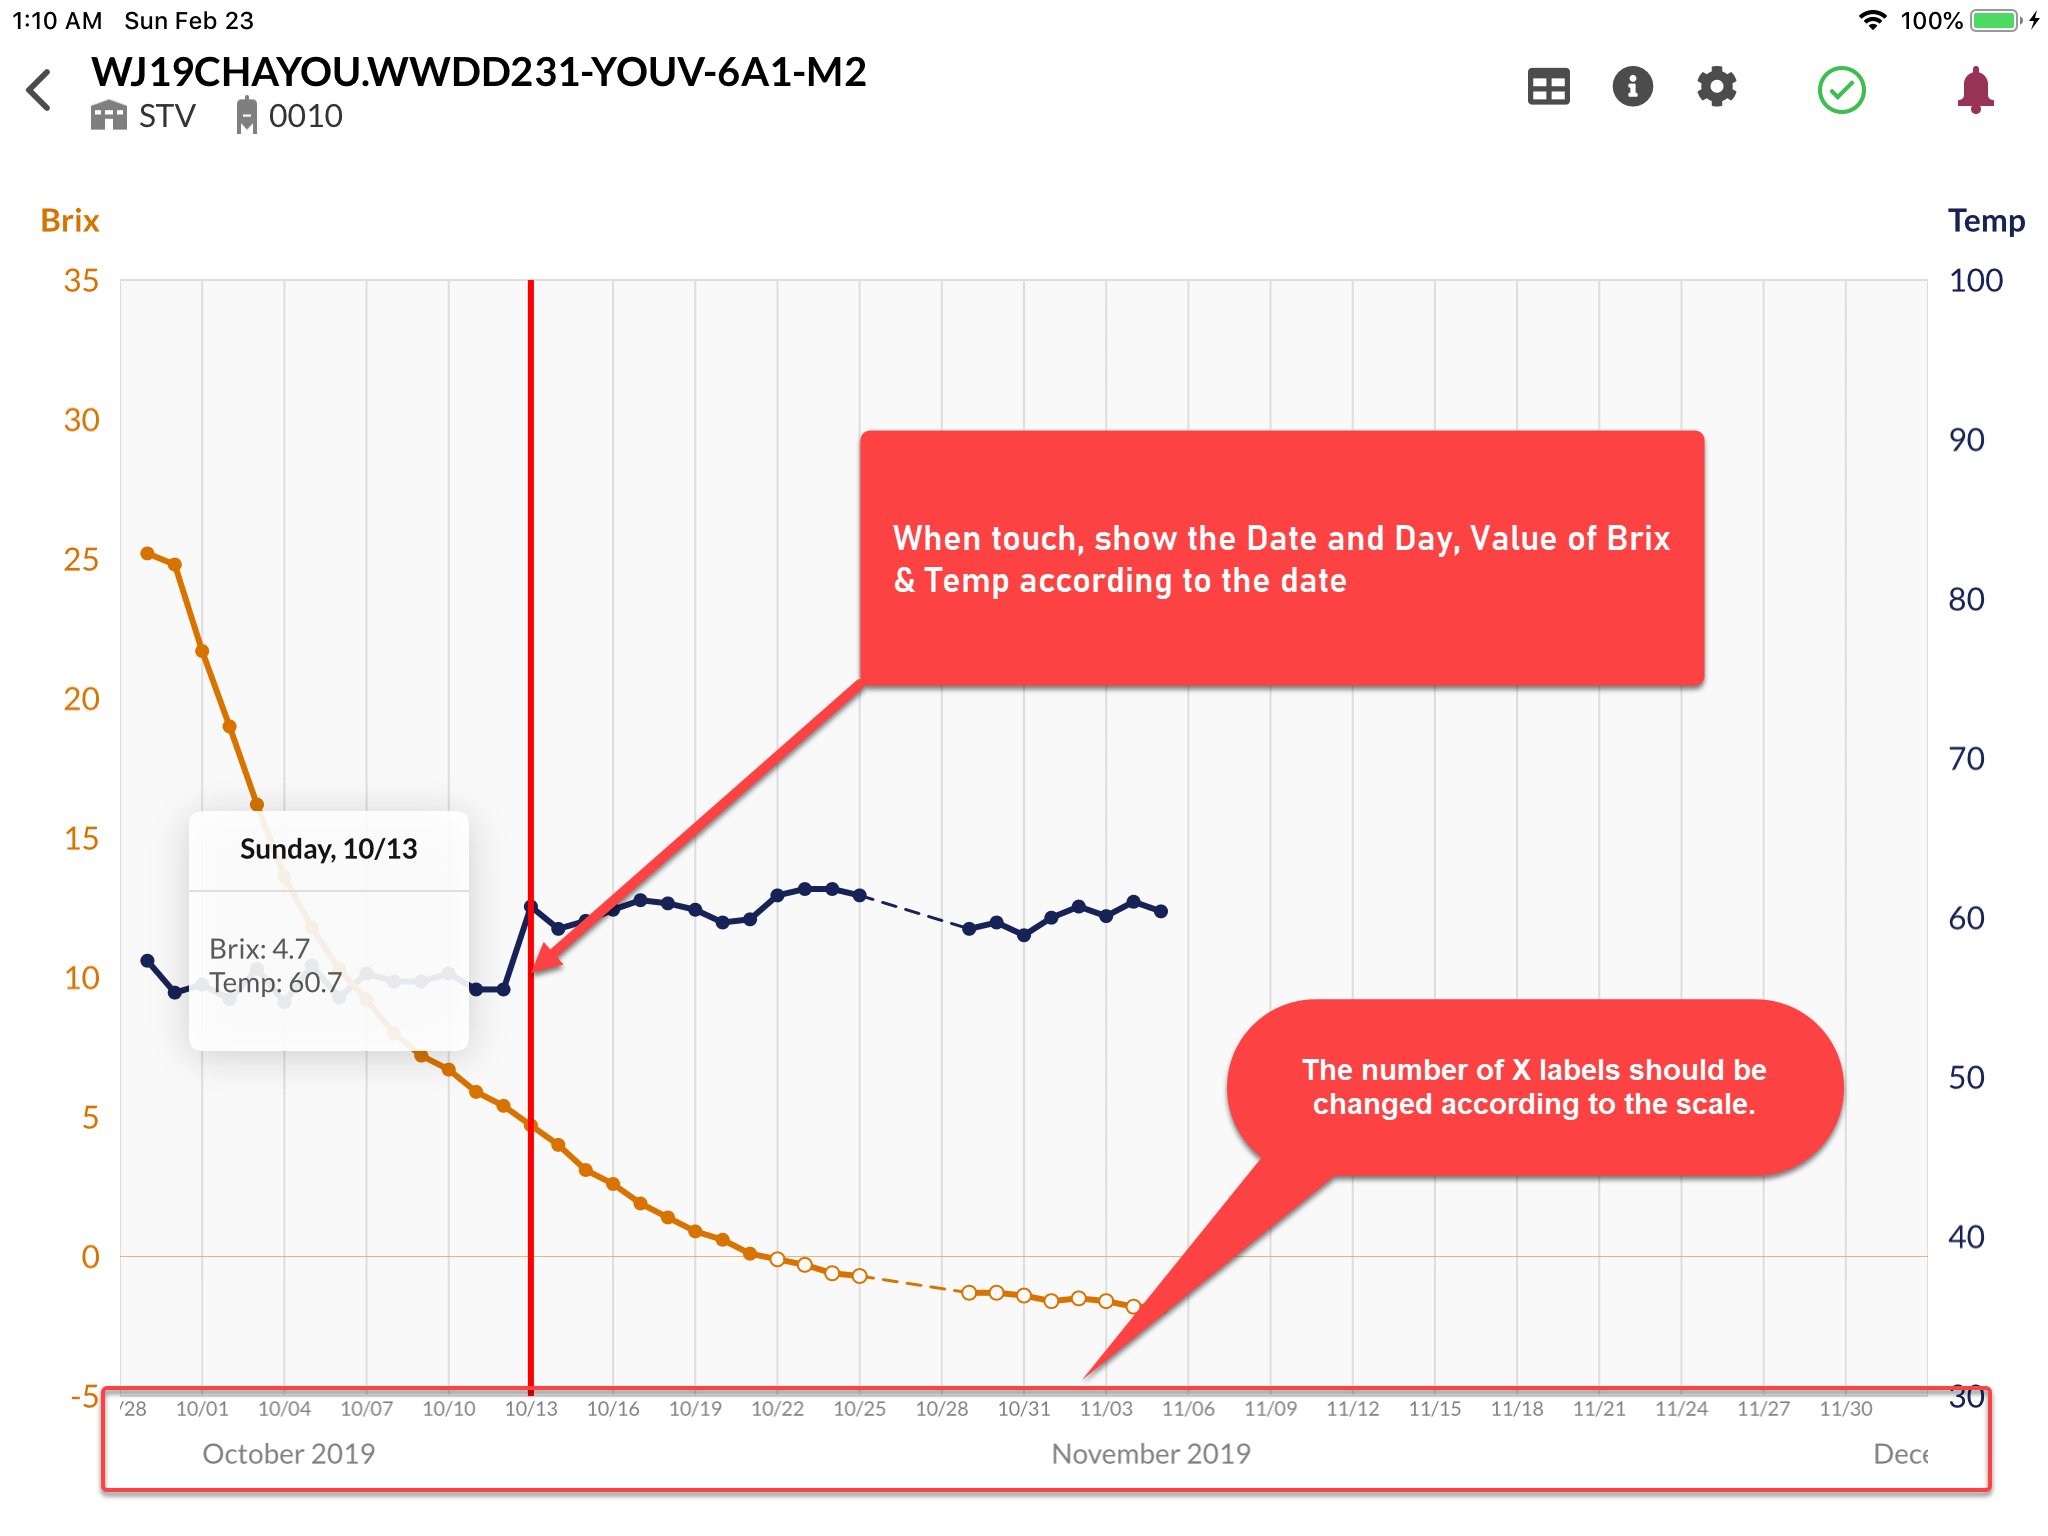 1:10 AM Sun Feb 23
100%
WJ19CHAYOU.WWDD231-YOUV-6A1-M2
STV 0010
Brix
Temp
35
100
30
90
When touch, show the Date and Day, Value of Brix
& Temp according to the date
25
80
20
70
15
Sunday, 10/13
60
Brix: 4.7
Temp: 60.7
10
The number of X labels should be
changed according to the scale.
50
5
40
0
-5
30
/28 10/01 10/04 10/07 10/10 10/13 10/16 10/19 10/22 10/25 10/28 10/31 11/03 11/06 11/09 11/12 11/15 11/18 11/21 11/24 11/27 11/30
October 2019 November 2019 Dece